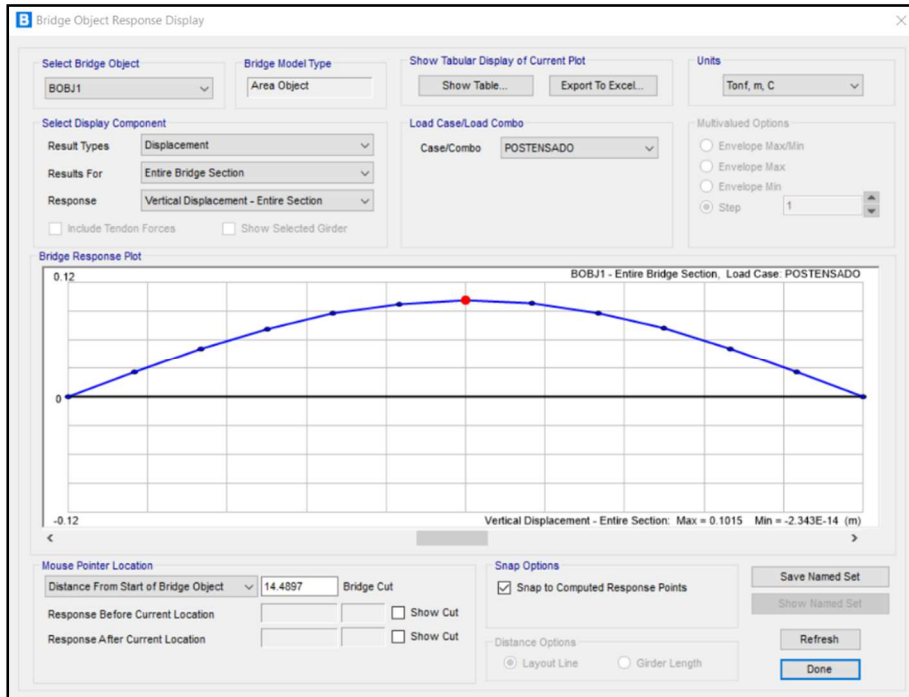 B Bridge Object Response Display
Select Bridge Object
BOBJ1
Bridge Model Type
Area Object
Show Tabular Display of Current Plot
Show Table...
Export To Excel...
Units
Tonf, m, C
Select Display Component
Result Types
Displacement
Results For
Entire Bridge Section
Response
Vertical Displacement - Entire Section
Include Tendon Forces
Show Selected Girder
Load Case/Load Combo
Case/Combo
POSTENSADO
Multivalued Options
Envelope Max/Min
Envelope Max
Envelope Min
Step
1
Bridge Response Plot
0.12
BOBJ1 - Entire Bridge Section, Load Case: POSTENSADO
0
-0.12
Vertical Displacement - Entire Section: Max = 0.1015 Min = -2.343E-14 (m)
Mouse Pointer Location
Distance From Start of Bridge Object
14.4897
Bridge Cut
Response Before Current Location
Show Cut
Response After Current Location
Show Cut
Snap Options
Snap to Computed Response Points
Distance Options
Layout Line
Girder Length
Save Named Set
Show Named Set
Refresh
Done